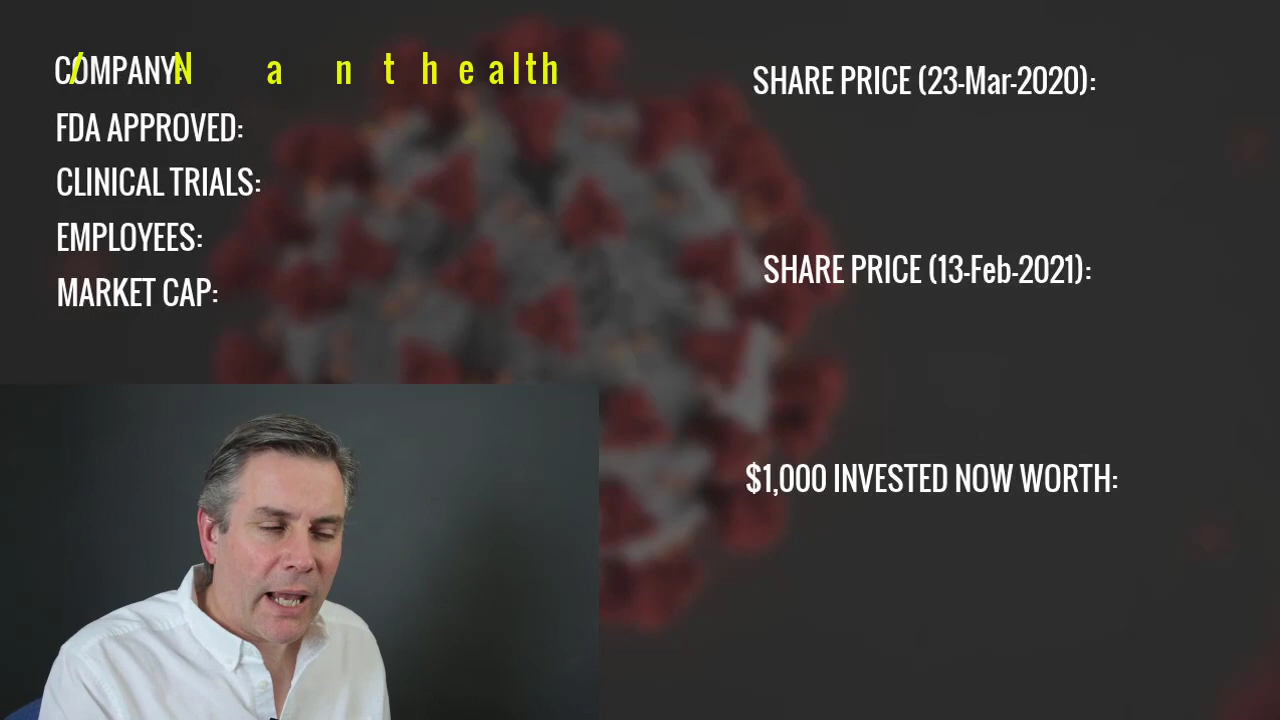 COMPANY: / Nanthealth
FDA APPROVED:
CLINICAL TRIALS:
EMPLOYEES:
MARKET CAP:
SHARE PRICE (23-Mar-2020):
SHARE PRICE (13-Feb-2021):
$1,000 INVESTED NOW WORTH: